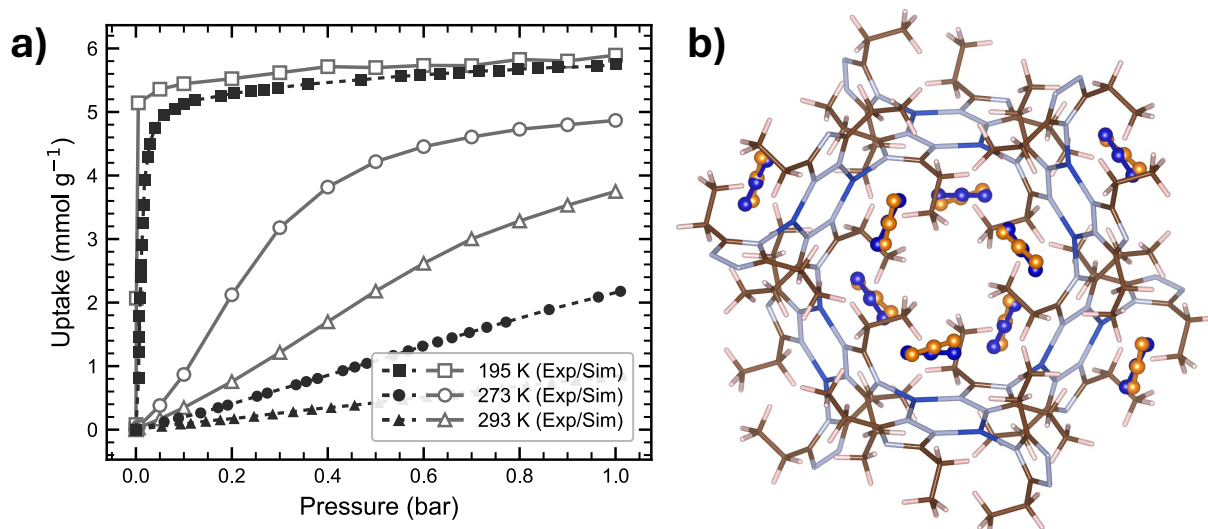 a)
b)
Uptake (mmol g⁻¹)
6
5
4
3
2
1
0
0.0 0.2 0.4 0.6 0.8 1.0
Pressure (bar)
195 K (Exp/Sim)
273 K (Exp/Sim)
293 K (Exp/Sim)